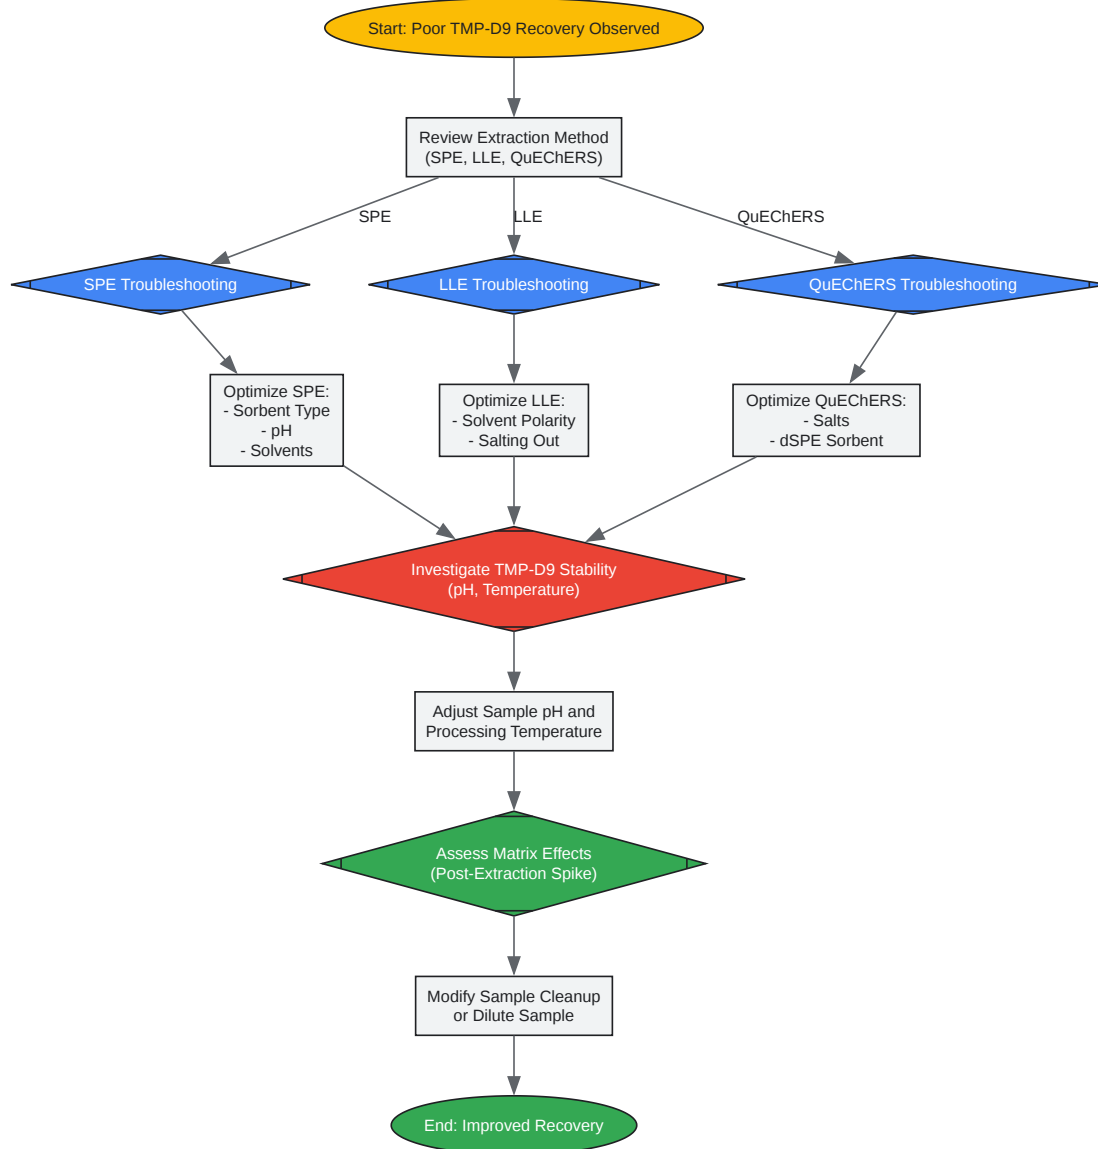 Start: Poor TMP-D9 Recovery Observed
Review Extraction Method
(SPE, LLE, QuEChERS)
SPE
LLE
QuEChERS
SPE Troubleshooting
LLE Troubleshooting
QuEChERS Troubleshooting
Optimize SPE:
- Sorbent Type
- pH
- Solvents
Optimize LLE:
- Solvent Polarity
- Salting Out
Optimize QuEChERS:
- Salts
- dSPE Sorbent
Investigate TMP-D9 Stability
(pH, Temperature)
Adjust Sample pH and
Processing Temperature
Assess Matrix Effects
(Post-Extraction Spike)
Modify Sample Cleanup
or Dilute Sample
End: Improved Recovery